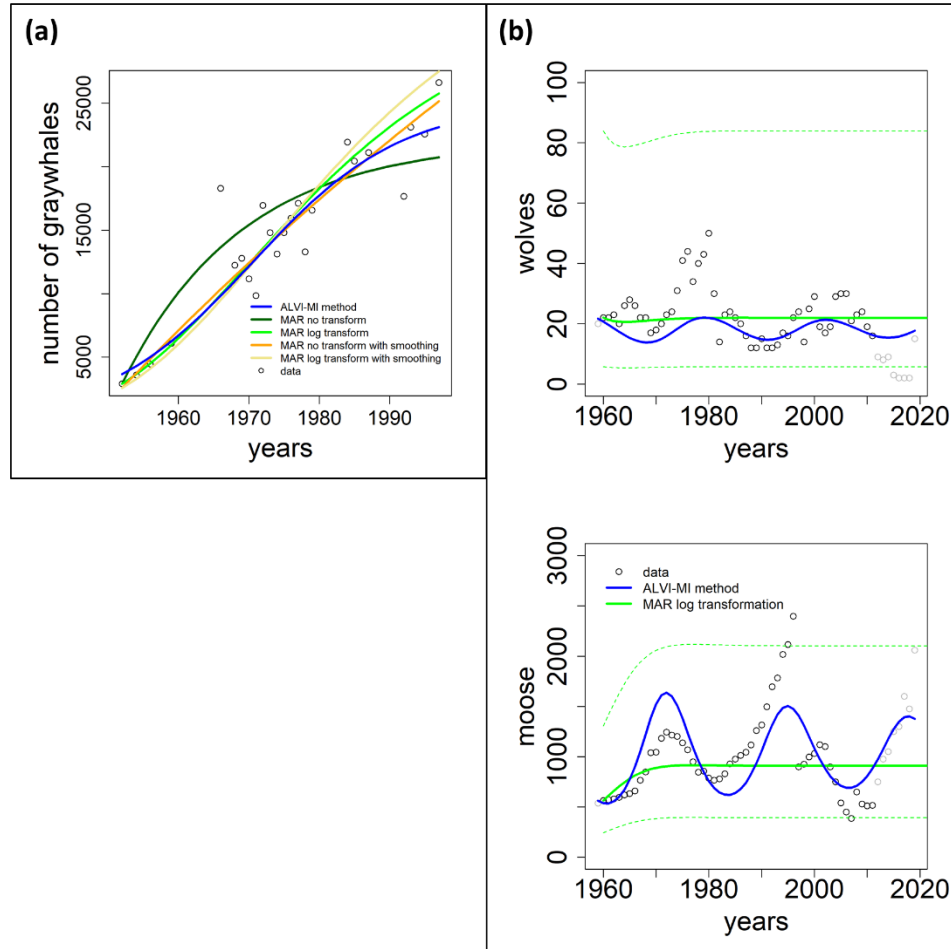 (a)
number of graywhales
25000
15000
5000
ALVI-MI method
MAR no transform
MAR log transform
MAR no transform with smoothing
MAR log transform with smoothing
data
1960 1970 1980 1990
years
(b)
wolves
100
80
60
40
20
0
1960 1980 2000 2020
years
moose
3000
2000
1000
0
data
ALVI-MI method
MAR log transformation
1960 1980 2000 2020
years